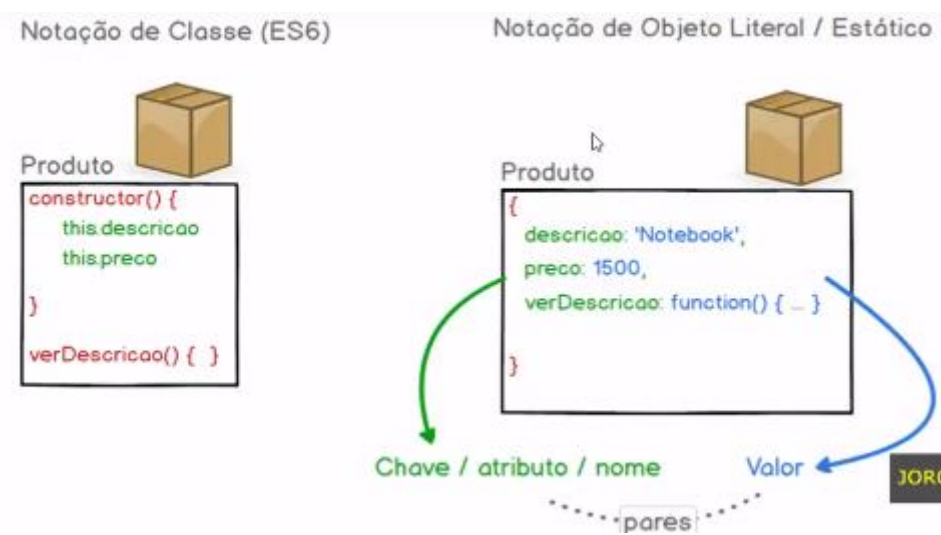 Notação de Classe (ES6)
Produto
constructor() {
this.descricao
this.preco
}
verDescricao() { }
Notação de Objeto Literal / Estático
Produto
{
descricao: 'Notebook',
preco: 1500,
verDescricao: function() { ... }
}
Chave / atributo / nome
Valor
pares